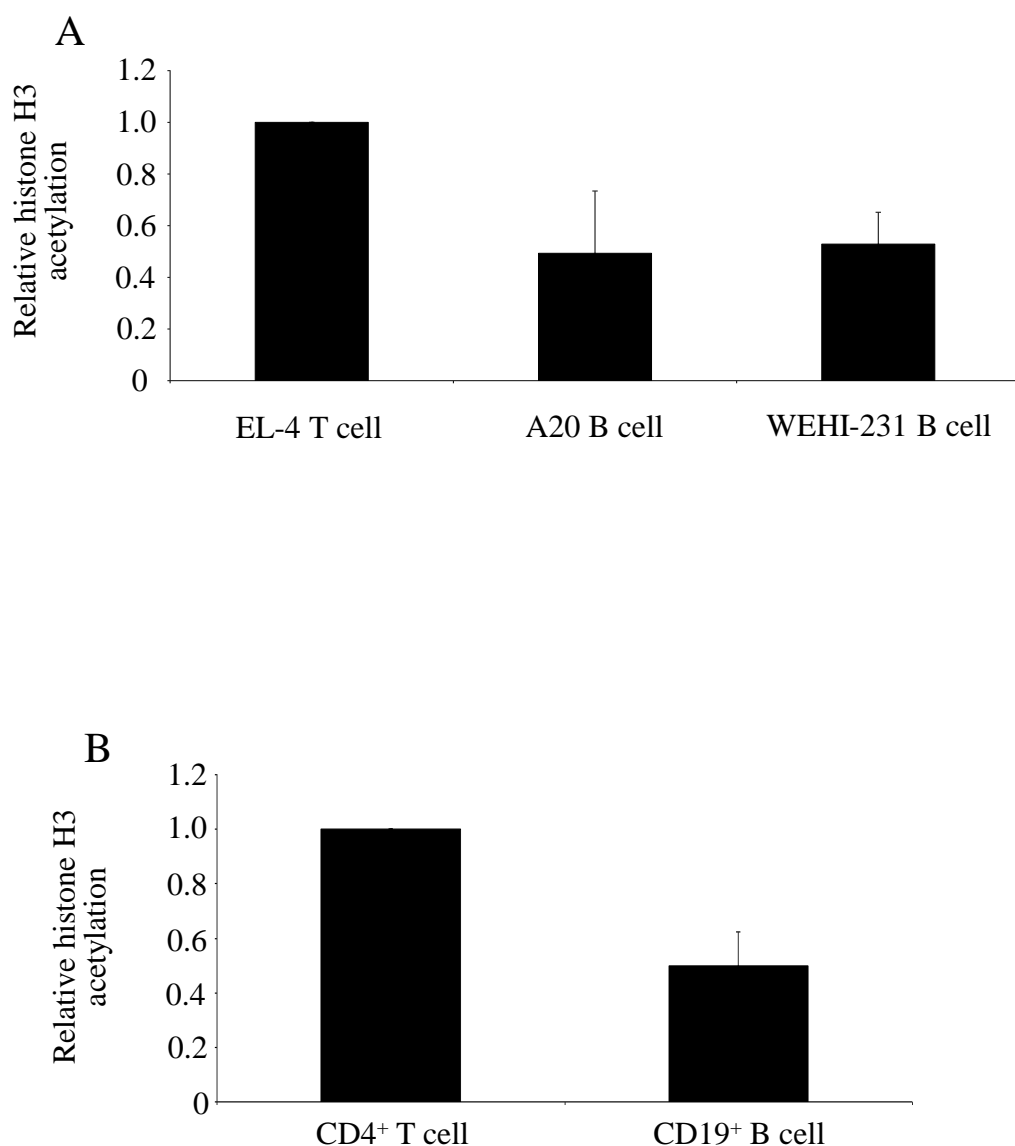 A
Relative histone H3
acetylation
1.2
1.0
0.8
0.6
0.4
0.2
0
EL-4 T cell
A20 B cell
WEHI-231 B cell
B
Relative histone H3
acetylation
1.2
1.0
0.8
0.6
0.4
0.2
0
CD4⁺ T cell
CD19⁺ B cell